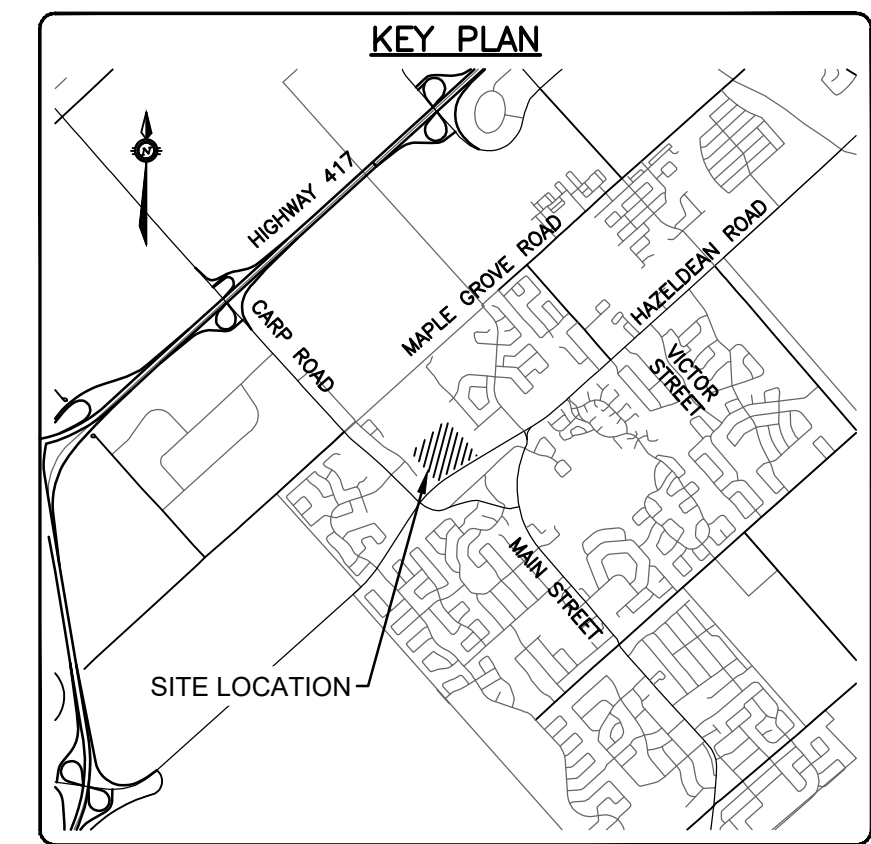 KEY PLAN
N
HIGHWAY 417
MAPLE GROVE ROAD
HAZELDEAN ROAD
CARP ROAD
VICTOR
STREET
MAIN STREET
SITE LOCATION